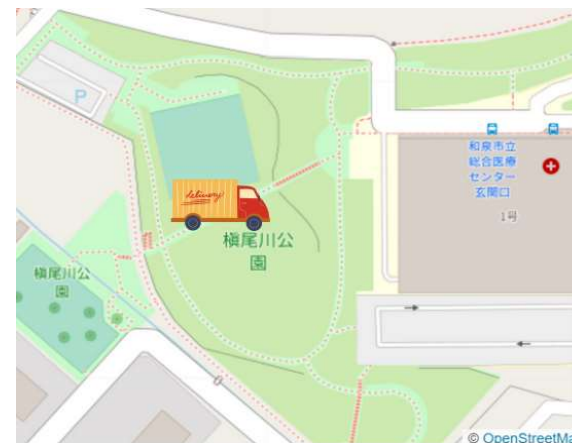 P
和泉市立
総合医療
センター
玄関口
1号
delivery!
槇尾川公
園
槇尾川公
園
© OpenStreetMa